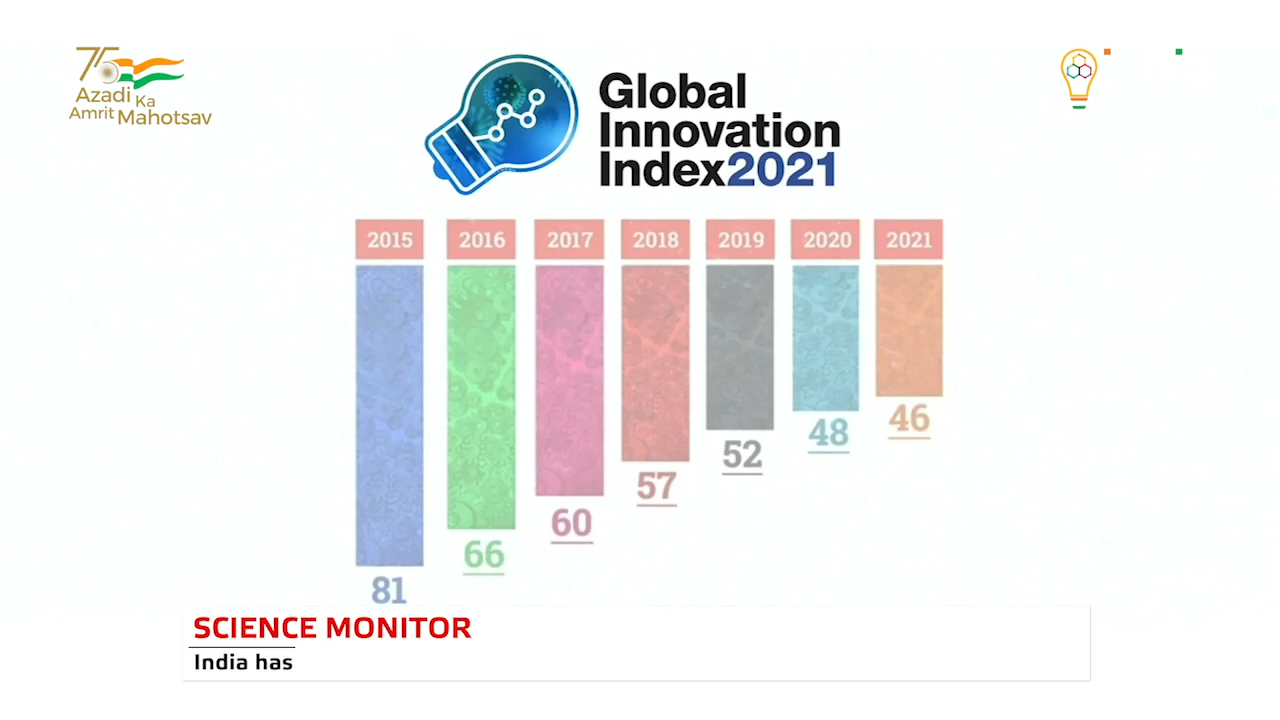 75
Azadi Ka
Amrit Mahotsav
Global
Innovation
Index2021
2015 2016 2017 2018 2019 2020 2021
46
48
52
57
60
66
81
SCIENCE MONITOR
India has